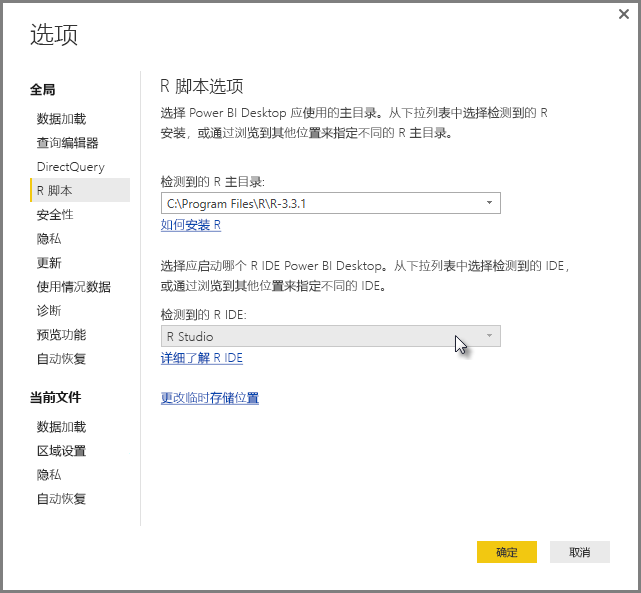 选项
全局
数据加载
查询编辑器
DirectQuery
R 脚本
安全性
隐私
更新
使用情况数据
诊断
预览功能
自动恢复
当前文件
数据加载
区域设置
隐私
自动恢复
R 脚本选项
选择 Power BI Desktop 应使用的主目录。从下拉列表中选择检测到的 R
安装，或通过浏览到其他位置来指定不同的 R 主目录。
检测到的 R 主目录:
C:\Program Files\R\R-3.3.1
如何安装 R
选择应启动哪个 R IDE Power BI Desktop。从下拉列表中选择检测到的 IDE，
或通过浏览到其他位置来指定不同的 IDE。
检测到的 R IDE:
R Studio
详细了解 R IDE
更改临时存储位置
确定
取消